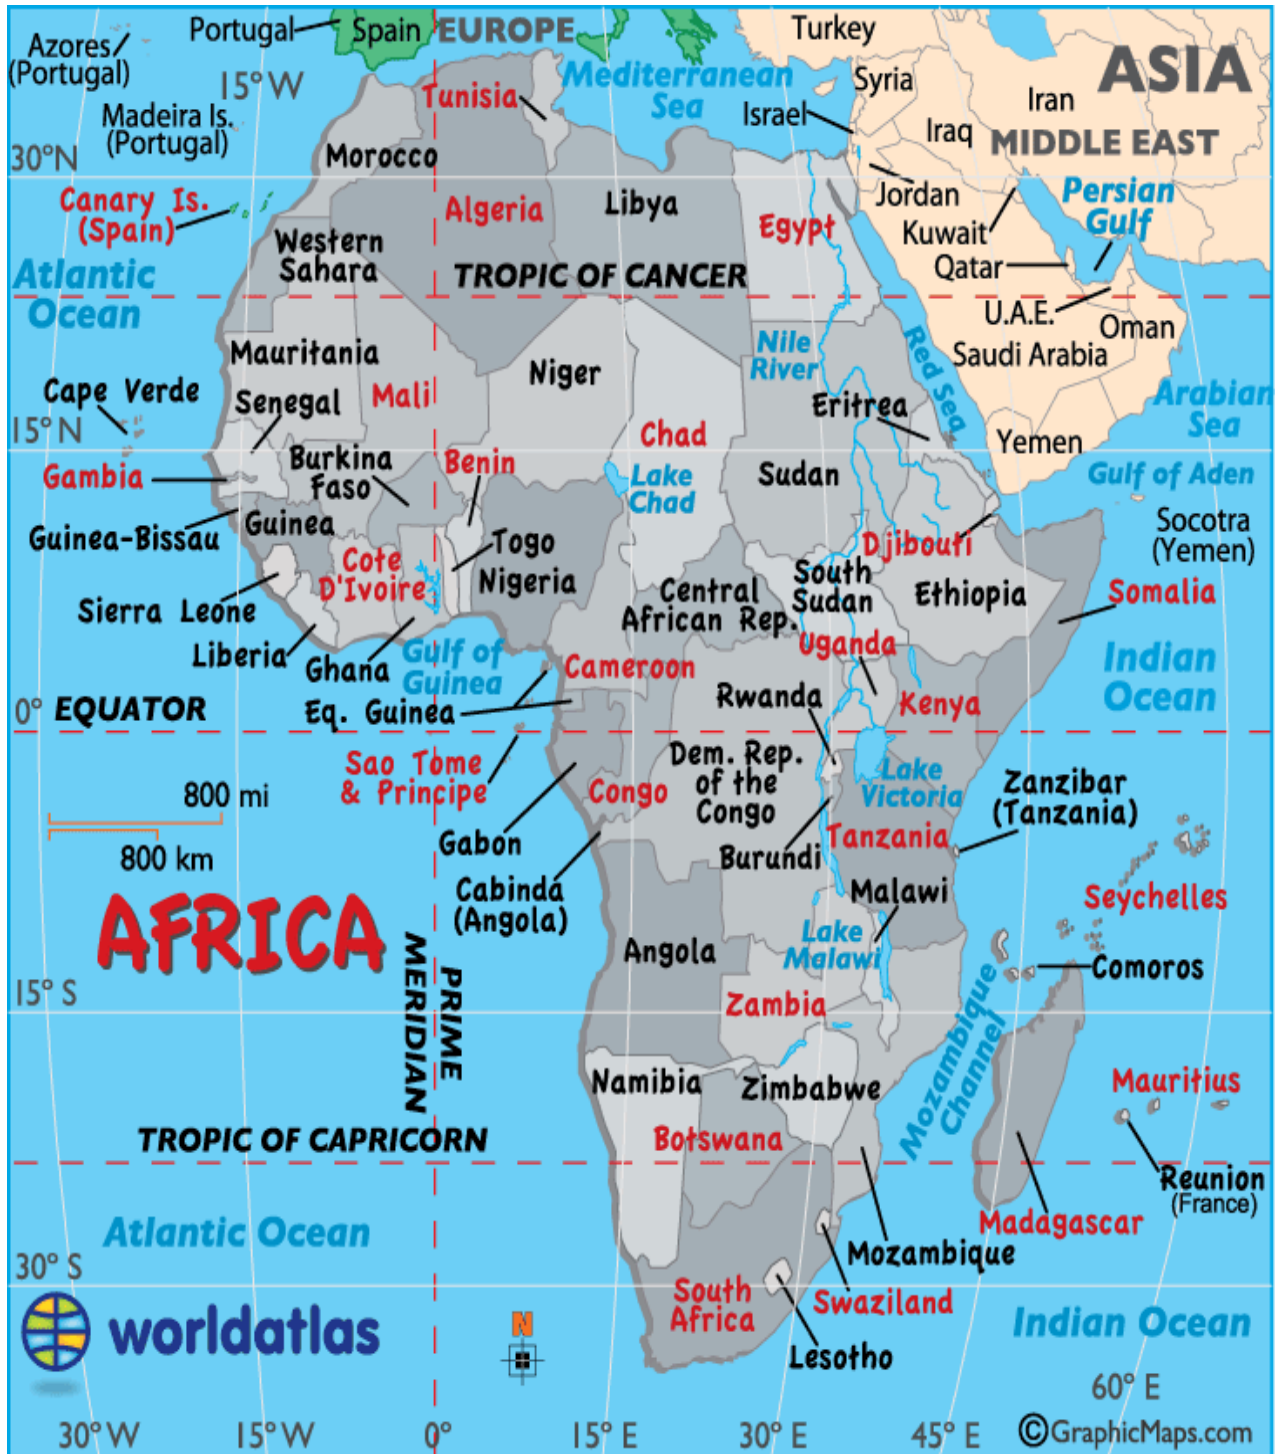 Portugal
Spain
EUROPE
Turkey
Azores
(Portugal)
15° W
Tunisia
Mediterranean
Sea
Syria
ASIA
Iran
Israel
Iraq
MIDDLE EAST
Madeira Is.
(Portugal)
30°N
Morocco
Jordan
Persian
Gulf
Canary Is.
(Spain)
Algeria
Libya
Egypt
Kuwait
Qatar
Western
Sahara
TROPIC OF CANCER
Atlantic
Ocean
U.A.E.
Oman
Mauritania
Nile
River
Red Sea
Saudi Arabia
Niger
Cape Verde
Senegal
Mali
Eritrea
Arabian
Sea
15° N
Chad
Yemen
Gambia
Burkina
Faso
Benin
Lake
Chad
Sudan
Gulf of Aden
Guinea-Bissau
Guinea
Togo
Djibouti
Socotra
(Yemen)
Cote
D'Ivoire
Nigeria
Central
African Rep.
South
Sudan
Ethiopia
Somalia
Sierra Leone
Liberia
Ghana
Gulf of
Guinea
Cameroon
Uganda
Indian
Ocean
0°
EQUATOR
Eq. Guinea
Rwanda
Kenya
Sao Tome
& Principe
Congo
Dem. Rep.
of the
Congo
Lake
Victoria
Zanzibar
(Tanzania)
800 mi
800 km
Gabon
Burundi
Tanzania
Cabinda
(Angola)
Malawi
Seychelles
AFRICA
PRIME
MERIDIAN
Angola
Lake
Malawi
Comoros
15° S
Zambia
Mozambique
Channel
Namibia
Zimbabwe
Mauritius
TROPIC OF CAPRICORN
Botswana
Reunion
(France)
Madagascar
Atlantic Ocean
Mozambique
30° S
South
Africa
Swaziland
Indian Ocean
worldatlas
N
Lesotho
60° E
30° W
15° W
0°
15° E
30° E
45° E
©GraphicMaps.com